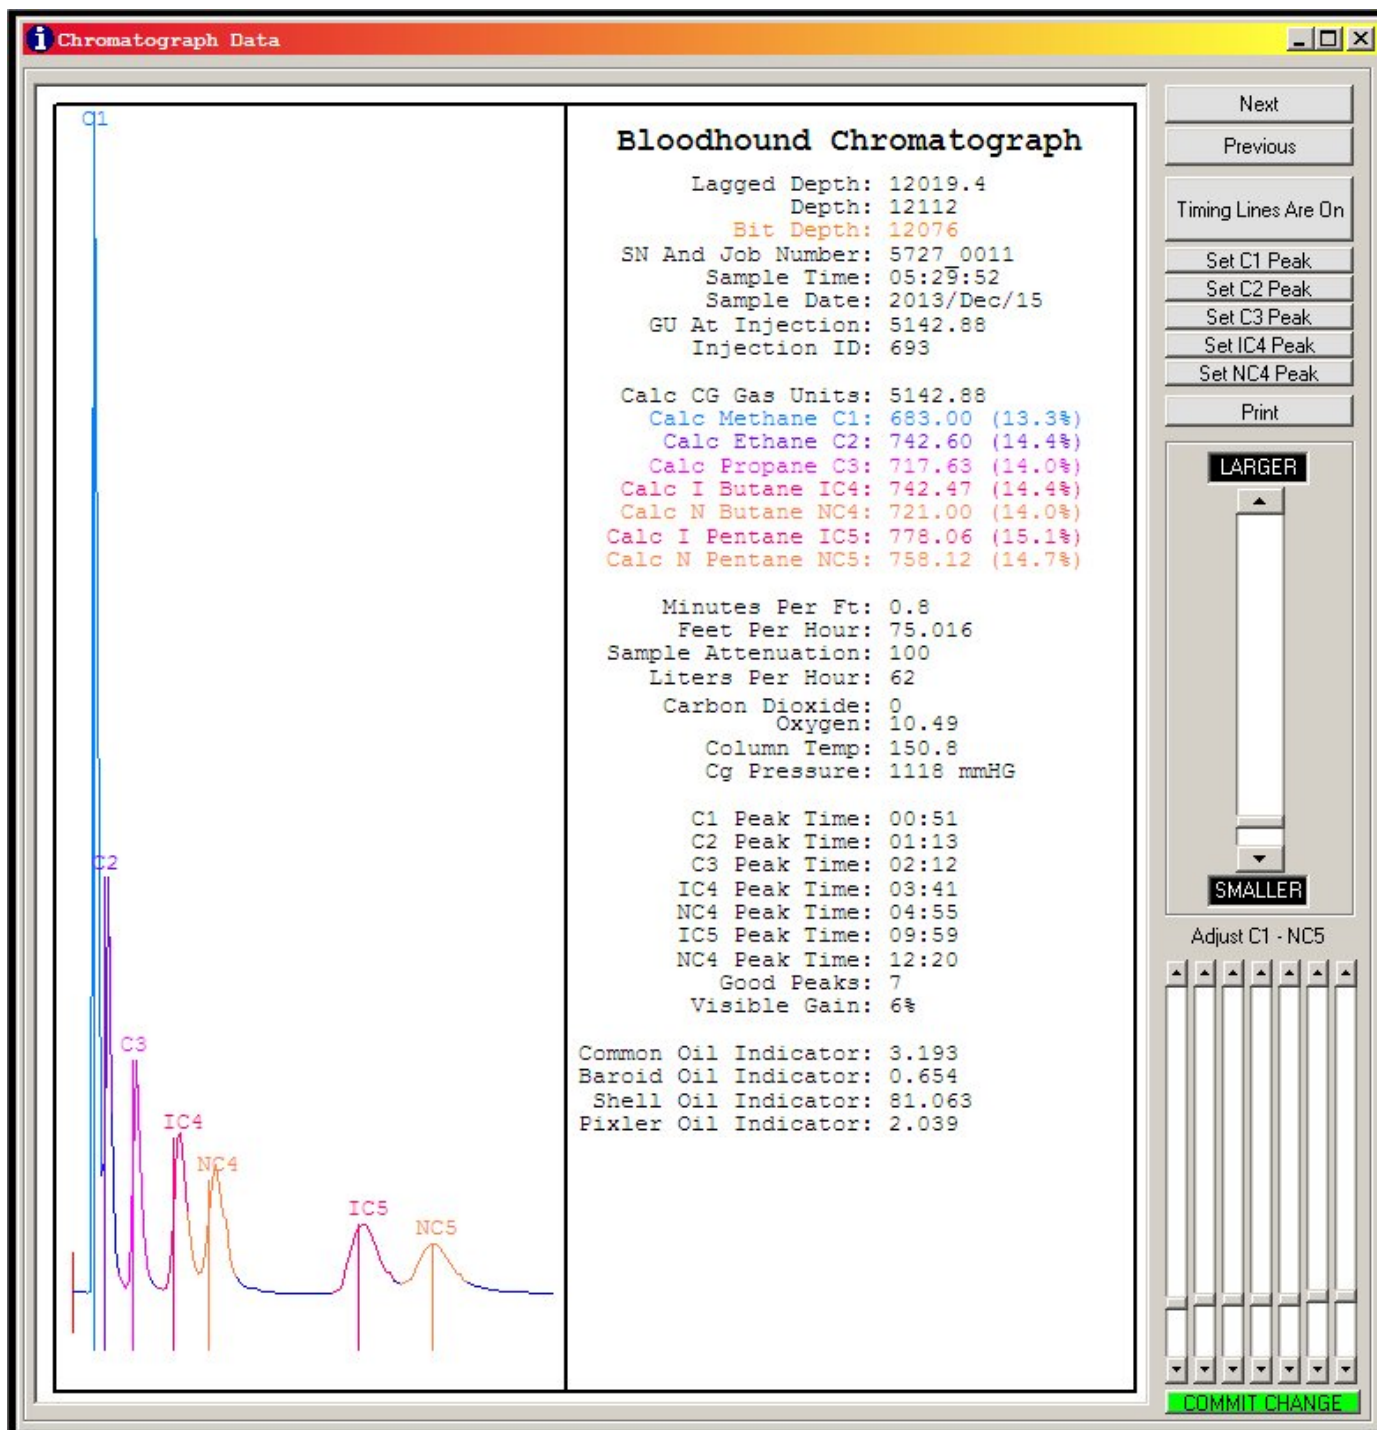 Chromatograph Data
C1
C2
C3
IC4
NC4
IC5
NC5
Bloodhound Chromatograph
Lagged Depth: 12019.4
Depth: 12112
Bit Depth: 12076
SN And Job Number: 5727_0011
Sample Time: 05:29:52
Sample Date: 2013/Dec/15
GU At Injection: 5142.88
Injection ID: 693
Calc CG Gas Units: 5142.88
Calc Methane C1: 683.00 (13.3%)
Calc Ethane C2: 742.60 (14.4%)
Calc Propane C3: 717.63 (14.0%)
Calc I Butane IC4: 742.47 (14.4%)
Calc N Butane NC4: 721.00 (14.0%)
Calc I Pentane IC5: 778.06 (15.1%)
Calc N Pentane NC5: 758.12 (14.7%)
Minutes Per Ft: 0.8
Feet Per Hour: 75.016
Sample Attenuation: 100
Liters Per Hour: 62
Carbon Dioxide: 0
Oxygen: 10.49
Column Temp: 150.8
Cg Pressure: 1118 mmHG
C1 Peak Time: 00:51
C2 Peak Time: 01:13
C3 Peak Time: 02:12
IC4 Peak Time: 03:41
NC4 Peak Time: 04:55
IC5 Peak Time: 09:59
NC4 Peak Time: 12:20
Good Peaks: 7
Visible Gain: 6%
Common Oil Indicator: 3.193
Baroid Oil Indicator: 0.654
Shell Oil Indicator: 81.063
Pixler Oil Indicator: 2.039
Next
Previous
Timing Lines Are On
Set C1 Peak
Set C2 Peak
Set C3 Peak
Set IC4 Peak
Set NC4 Peak
Print
LARGER
SMALLER
Adjust C1 - NC5
COMMIT CHANGE